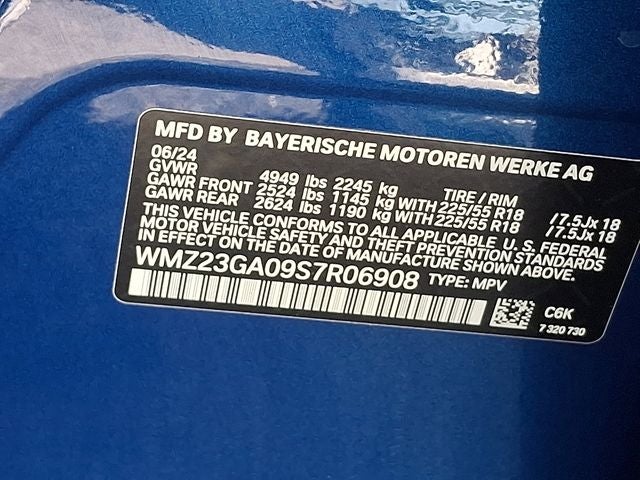 MFD BY BAYERISCHE MOTOREN WERKE AG
06/24
GVWR 4949 lbs 2245 kg TIRE / RIM
GAWR FRONT 2524 lbs 1145 kg WITH 225/55 R18 / 7.5Jx 18
GAWR REAR 2624 lbs 1190 kg WITH 225/55 R18 / 7.5Jx 18
THIS VEHICLE CONFORMS TO ALL APPLICABLE U. S. FEDERAL
MOTOR VEHICLE SAFETY AND THEFT PREVENTION STANDARDS
IN EFFECT ON THE DATE OF MANUFACTURE SHOWN ABOVE.
WMZ23GA09S7R06908 TYPE: MPV
C6K
7 320 730